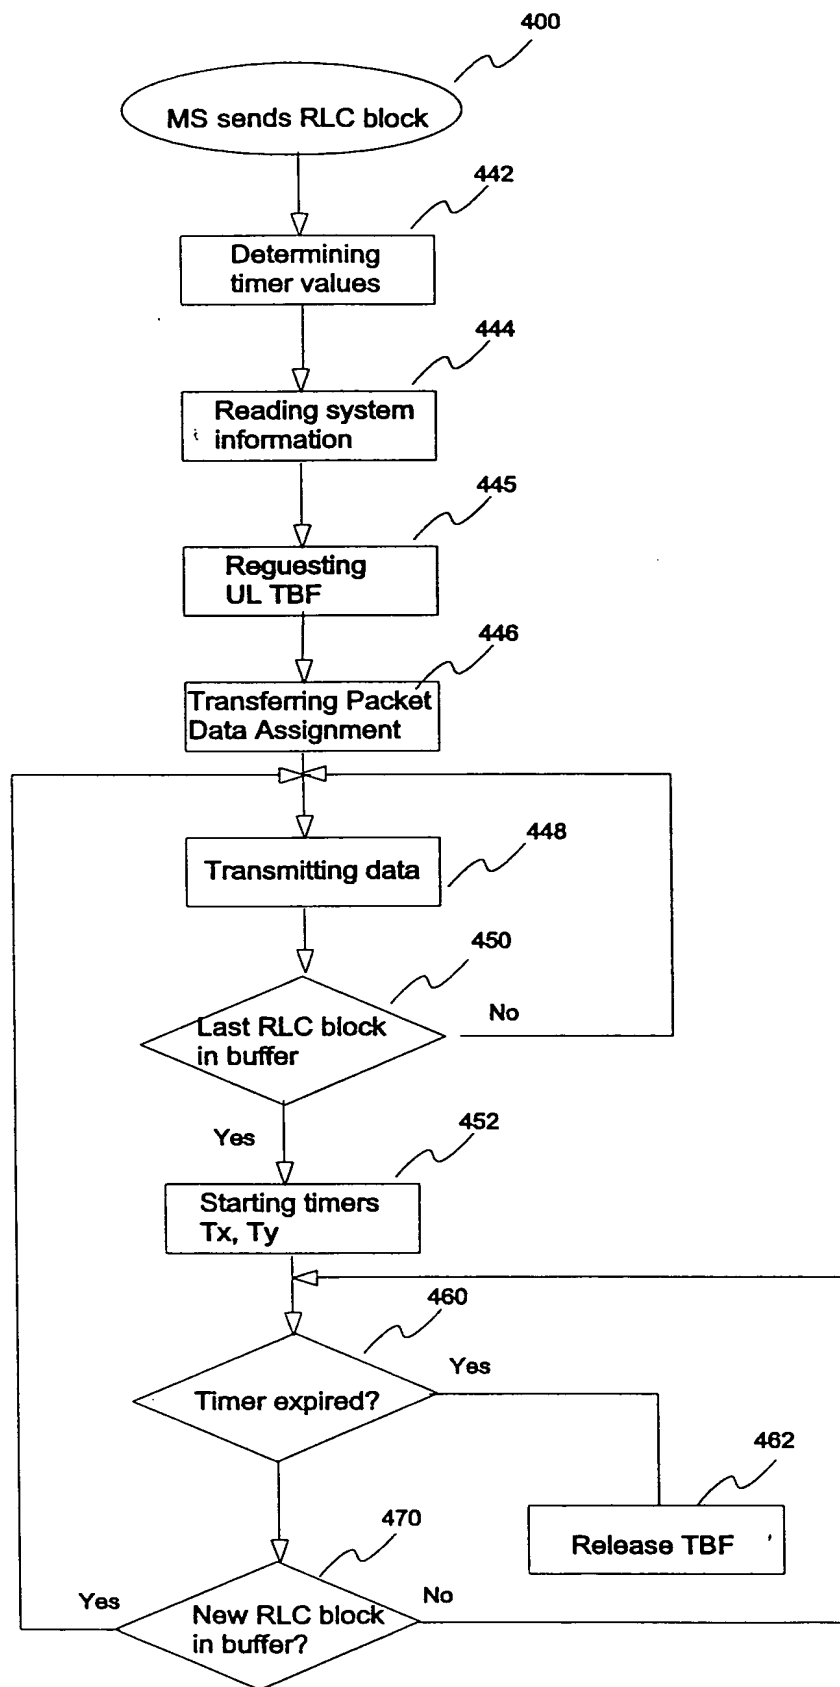 400
MS sends RLC block
442
Determining
timer values
444
Reading system
information
445
Reguesting
UL TBF
446
Transferring Packet
Data Assignment
448
Transmitting data
450
Last RLC block
in buffer
No
Yes
452
Starting timers
Tx, Ty
460
Timer expired?
Yes
462
Release TBF
470
New RLC block
in buffer?
Yes
No